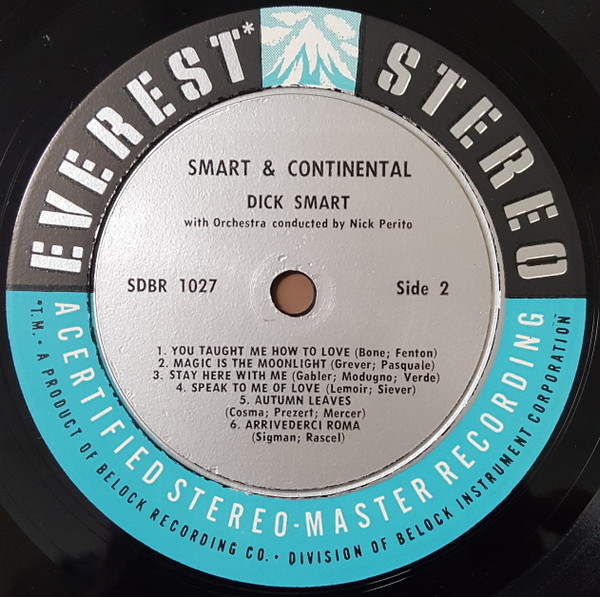 EVEREST* STEREO
SMART & CONTINENTAL
DICK SMART
with Orchestra conducted by Nick Perito
SDBR 1027
Side 2
1. YOU TAUGHT ME HOW TO LOVE (Bone; Fenton)
2. MAGIC IS THE MOONLIGHT (Grever; Pasquale)
3. STAY HERE WITH ME (Gabler; Modugno; Verde)
4. SPEAK TO ME OF LOVE (Lemoir; Siever)
5. AUTUMN LEAVES
(Cosma; Prezert; Mercer)
6. ARRIVEDERCI ROMA
(Sigman; Rascel)
A CERTIFIED STEREO-MASTER RECORDING
*T.M. • A PRODUCT OF BELOCK RECORDING CO. • DIVISION OF BELOCK INSTRUMENT CORPORATION